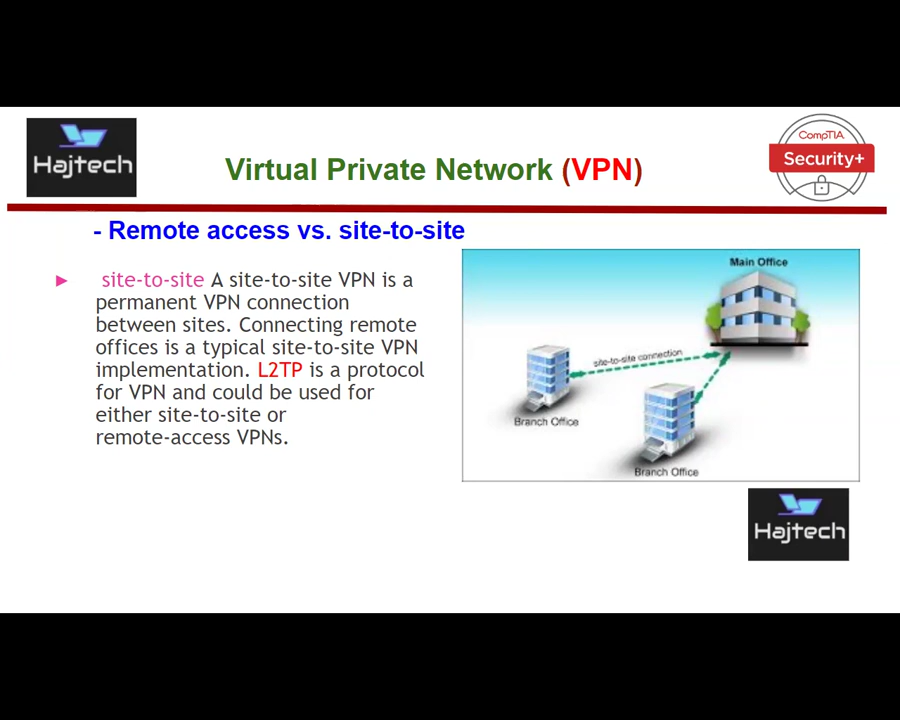 Hajtech
Virtual Private Network (VPN)
CompTIA
Security+
- Remote access vs. site-to-site
► site-to-site A site-to-site VPN is a
permanent VPN connection
between sites. Connecting remote
offices is a typical site-to-site VPN
implementation. L2TP is a protocol
for VPN and could be used for
either site-to-site or
remote-access VPNs.
Main Office
site-to-site connection
Branch Office
Branch Office
Hajtech